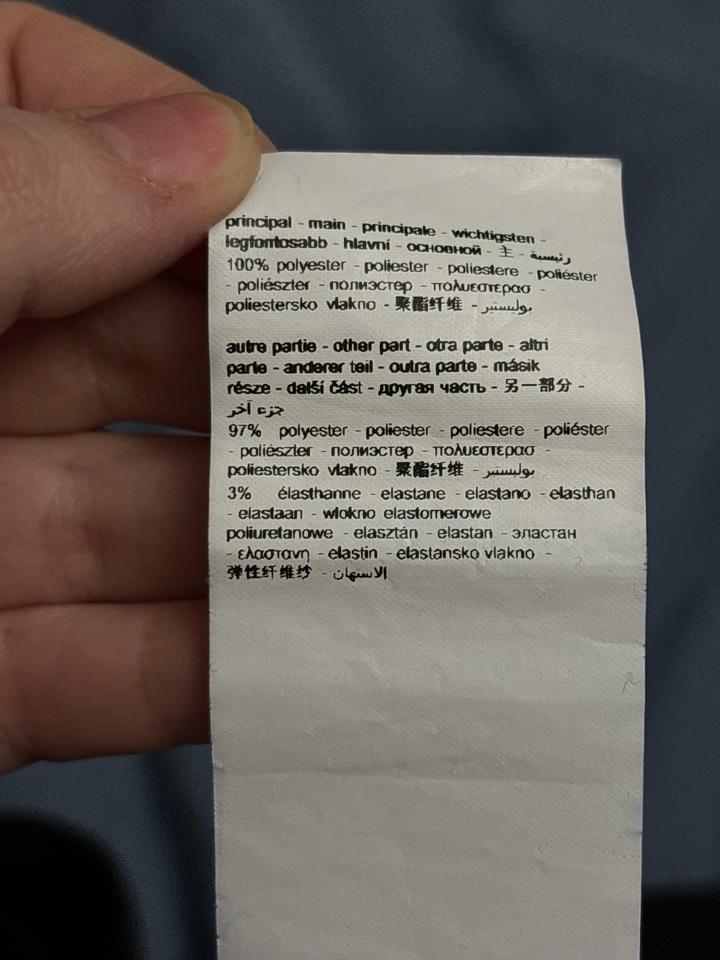 principal - main - principale - wichtigsten -
legfontosabb - hlavní - основной - 主 - رئيسية
100% polyester - poliester - poliestere - poliéster
- poliészter - полиэстер - πολυεστερασ -
poliestersko vlakno - 聚酯纤维 - بوليستير
autre partie - other part - otra parte - altri
parte - anderer teil - outra parte - másik
része - další část - другая часть - 另一部分 -
جزء آخر
97% polyester - poliester - poliestere - poliéster
- poliészter - полиэстер - πολυεστερασ -
poliestersko vlakno - 聚酯纤维 - بوليستير
3% élasthanne - elastane - elastano - elasthan
- elastaan - wlokno elastomerowe
poliuretanowe - elasztán - elastan - эластан
- ελαστανη - elastin - elastansko vlakno -
弹性纤维纱 - الاسبهان